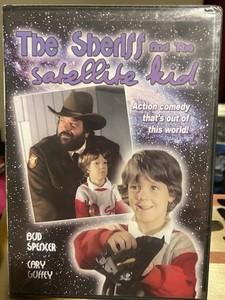 The Sheriff and The
satellite kid
Action comedy
that's out of
this world!
BUD
SPENCER
CARY
GUFFEY